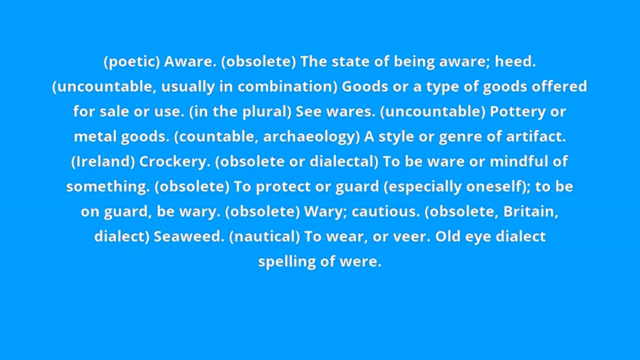 (poetic) Aware. (obsolete) The state of being aware; heed.
(uncountable, usually in combination) Goods or a type of goods offered
for sale or use. (in the plural) See wares. (uncountable) Pottery or
metal goods. (countable, archaeology) A style or genre of artifact.
(Ireland) Crockery. (obsolete or dialectal) To be ware or mindful of
something. (obsolete) To protect or guard (especially oneself); to be
on guard, be wary. (obsolete) Wary; cautious. (obsolete, Britain,
dialect) Seaweed. (nautical) To wear, or veer. Old eye dialect
spelling of were.